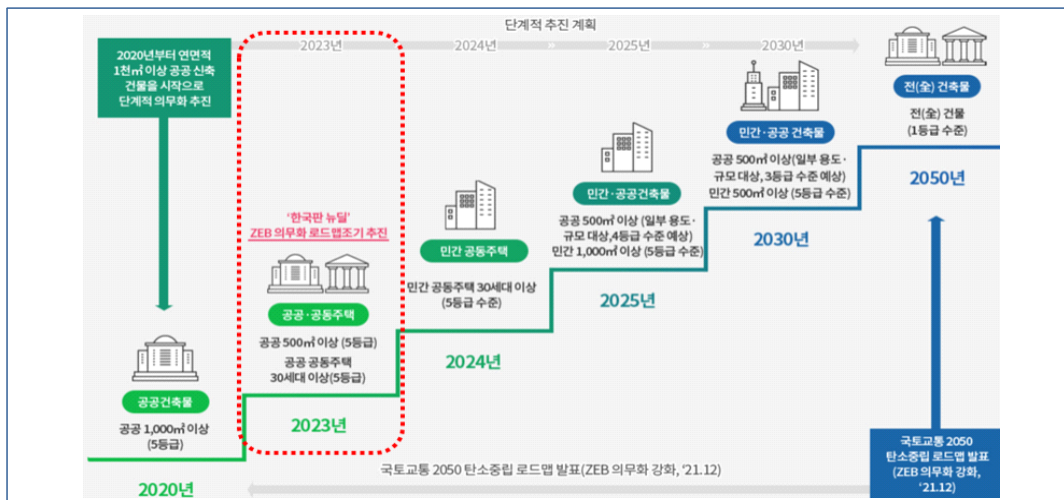 단계적 추진 계획
2023년
2024년
»
2025년
»
2030년
2020년부터 연면적
1천㎡ 이상 공공 신축
건물을 시작으로
단계적 의무화 추진
공공건축물
공공 1,000㎡ 이상
(5등급)
2020년
‘한국판 뉴딜’
ZEB 의무화 로드맵조기 추진
공공·공동주택
공공 500㎡ 이상 (5등급)
공공 공동주택
30세대 이상(5등급)
2023년
민간 공동주택
민간 공동주택 30세대 이상
(5등급 수준)
2024년
민간·공공건축물
공공 500㎡ 이상 (일부 용도·
규모 대상,4등급 수준 예상)
민간 1,000㎡ 이상 (5등급 수준)
2025년
민간·공공 건축물
공공 500㎡ 이상(일부 용도·
규모 대상, 3등급 수준 예상)
민간 500㎡ 이상 (5등급 수준)
2030년
전(全) 건축물
전(全) 건물
(1등급 수준)
2050년
국토교통 2050
탄소중립 로드맵 발표
(ZEB 의무화 강화,
‘21.12)
국토교통 2050 탄소중립 로드맵 발표(ZEB 의무화 강화, ‘21.12)